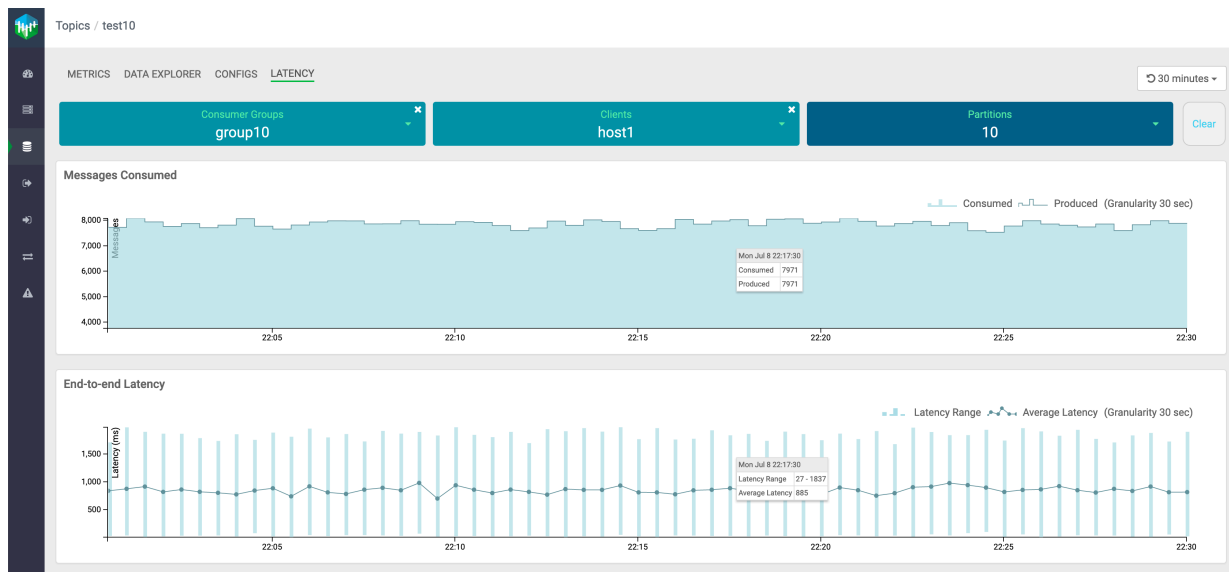 Topics / test10
METRICS DATA EXPLORER CONFIGS LATENCY
30 minutes
Consumer Groups
group10
Clients
host1
Partitions
10
Clear
Messages Consumed
Consumed Produced (Granularity 30 sec)
Messages
8,000
7,000
6,000
5,000
4,000
Mon Jul 8 22:17:30
Consumed 7971
Produced 7971
22:05 22:10 22:15 22:20 22:25 22:30
End-to-end Latency
Latency Range Average Latency (Granularity 30 sec)
Latency (ms)
1,500
1,000
500
Mon Jul 8 22:17:30
Latency Range 27 - 1837
Average Latency 885
22:05 22:10 22:15 22:20 22:25 22:30